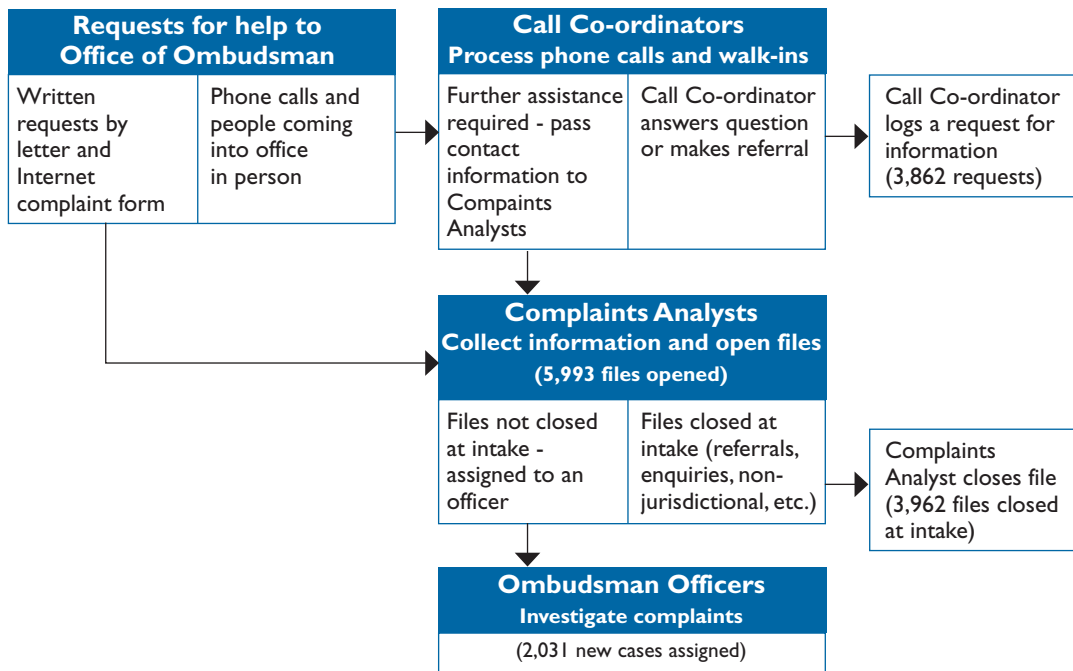 Requests for help to
Office of Ombudsman
Written
requests by
letter and
Internet
complaint form
Phone calls and
people coming
into office
in person
Call Co-ordinators
Process phone calls and walk-ins
Further assistance
required - pass
contact
information to
Compaints
Analysts
Call Co-ordinator
answers question
or makes referral
Call Co-ordinator
logs a request for
information
(3,862 requests)
Complaints Analysts
Collect information and open files
(5,993 files opened)
Files not closed
at intake -
assigned to an
officer
Files closed at
intake (referrals,
enquiries, non-
jurisdictional, etc.)
Complaints
Analyst closes file
(3,962 files closed
at intake)
Ombudsman Officers
Investigate complaints
(2,031 new cases assigned)